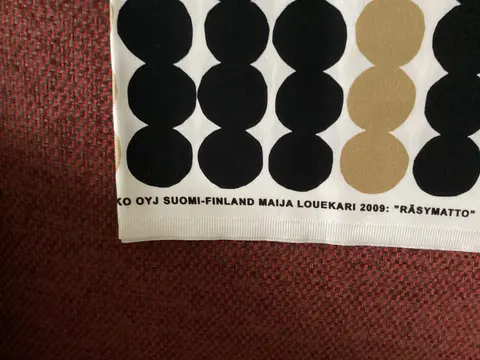 KO OYJ SUOMI-FINLAND MAIJA LOUEKARI 2009: "RÄSYMATTO"